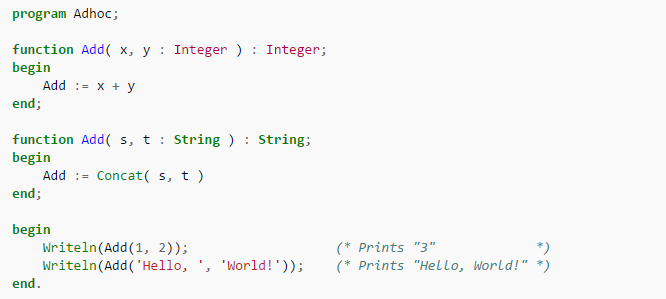 program Adhoc;

function Add( x, y : Integer ) : Integer;
begin
    Add := x + y
end;

function Add( s, t : String ) : String;
begin
    Add := Concat( s, t )
end;

begin
    Writeln(Add(1, 2));                   (* Prints "3"             *)
    Writeln(Add('Hello, ', 'World!'));    (* Prints "Hello, World!" *)
end.